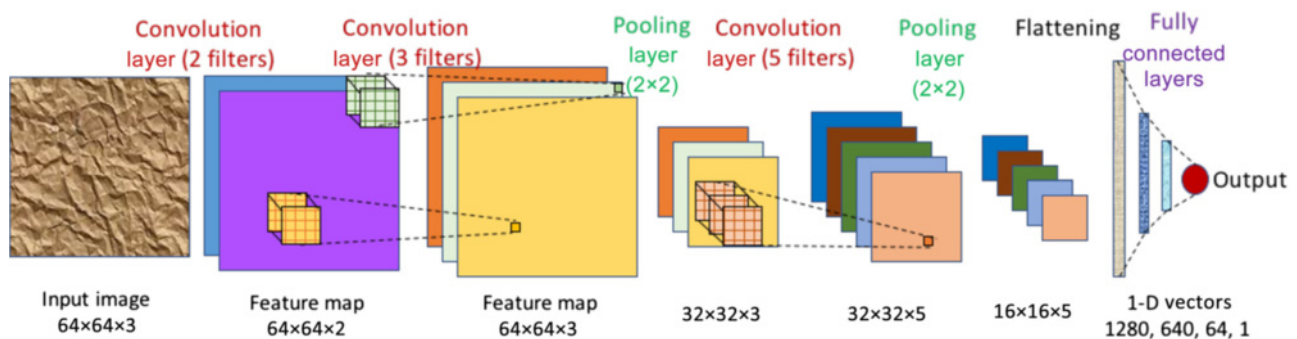 Convolution
layer (2 filters)
Convolution
layer (3 filters)
Pooling
layer
(2×2)
Convolution
layer (5 filters)
Pooling
layer
(2×2)
Flattening
Fully
connected
layers
Output
Input image
64×64×3
Feature map
64×64×2
Feature map
64×64×3
32×32×3
32×32×5
16×16×5
1-D vectors
1280, 640, 64, 1